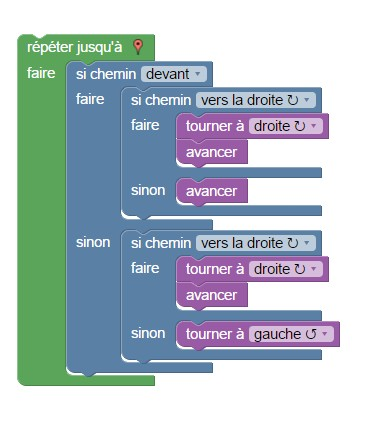 répéter jusqu'à
faire si chemin devant
faire si chemin vers la droite ↻
faire tourner à droite ↻
avancer
sinon avancer
sinon si chemin vers la droite ↻
faire tourner à droite ↻
avancer
sinon tourner à gauche ↺